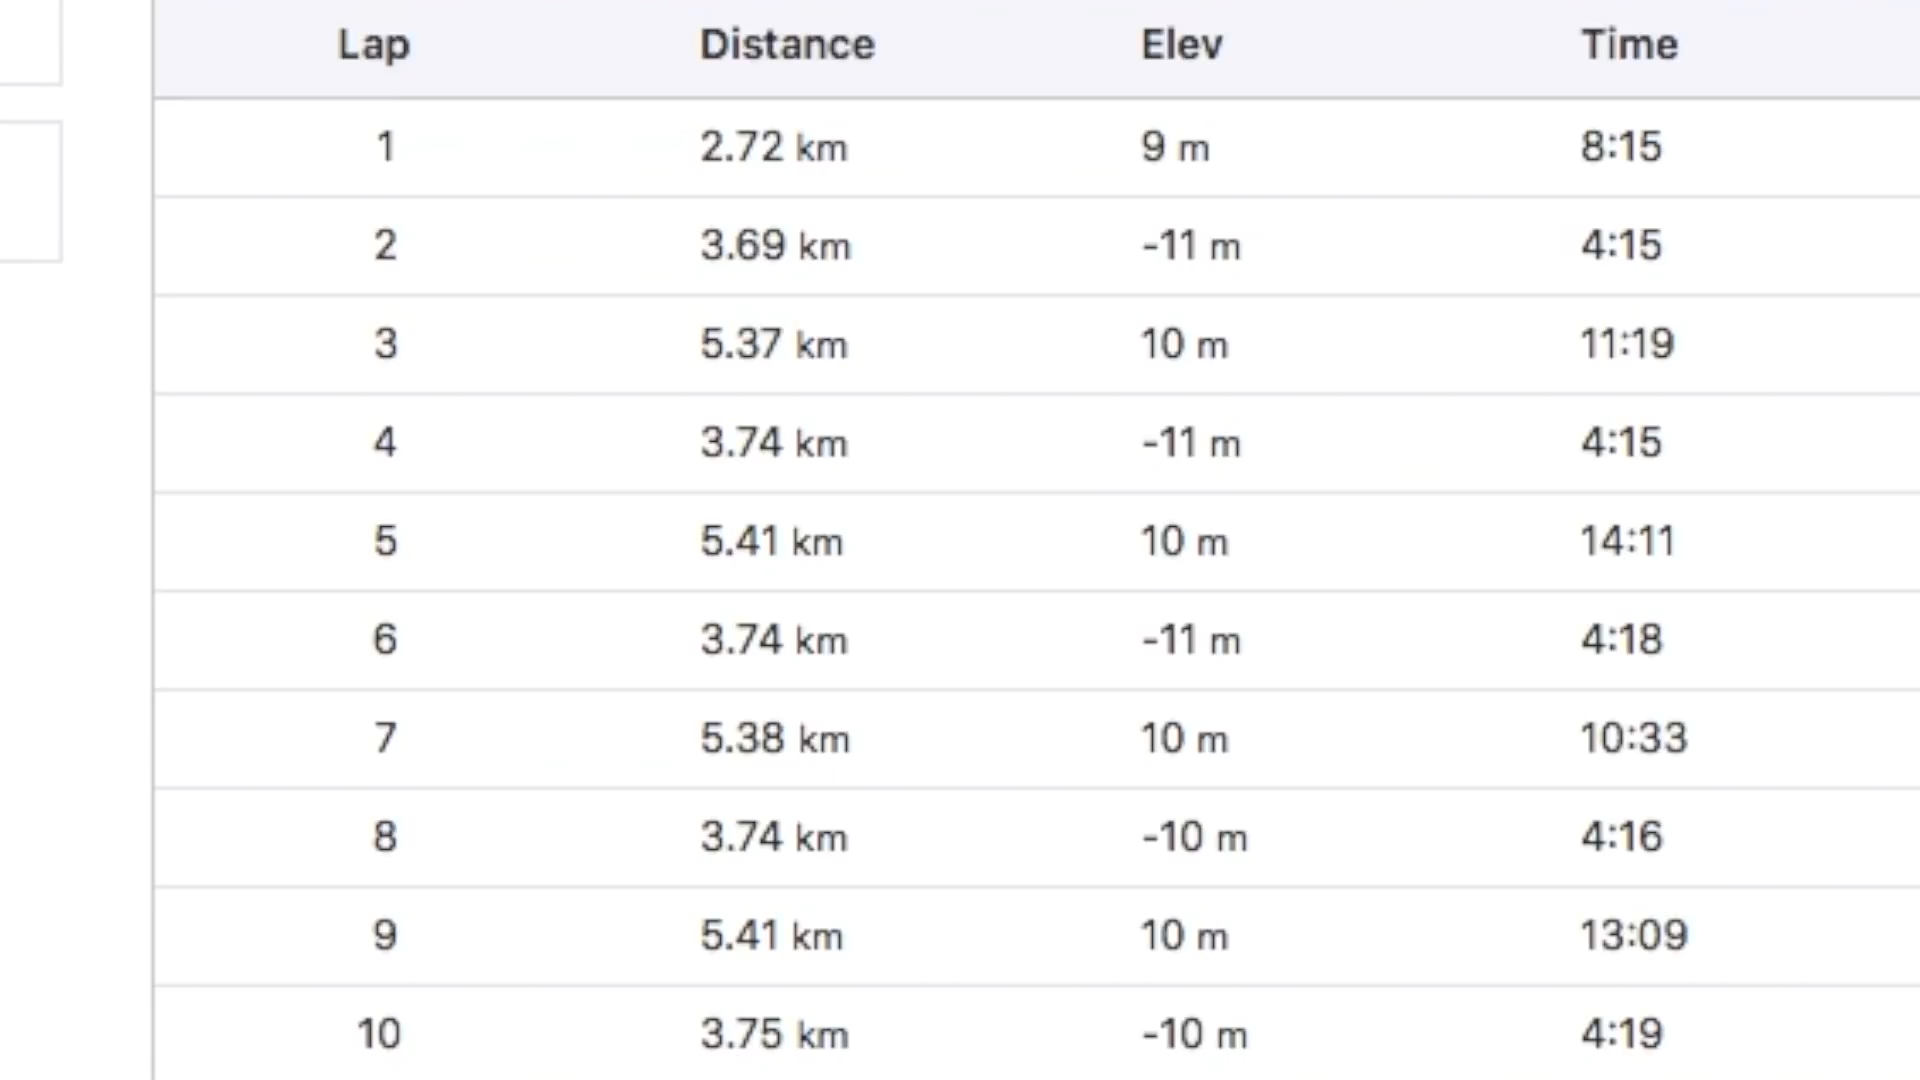 Lap Distance Elev Time
1 2.72 km 9 m 8:15
2 3.69 km -11 m 4:15
3 5.37 km 10 m 11:19
4 3.74 km -11 m 4:15
5 5.41 km 10 m 14:11
6 3.74 km -11 m 4:18
7 5.38 km 10 m 10:33
8 3.74 km -10 m 4:16
9 5.41 km 10 m 13:09
10 3.75 km -10 m 4:19